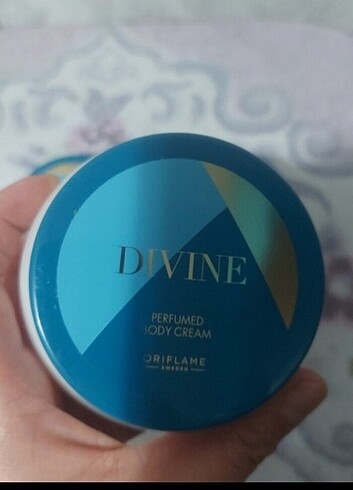 DIVINE
PERFUMED
BODY CREAM
ORIFLAME
SWEDEN